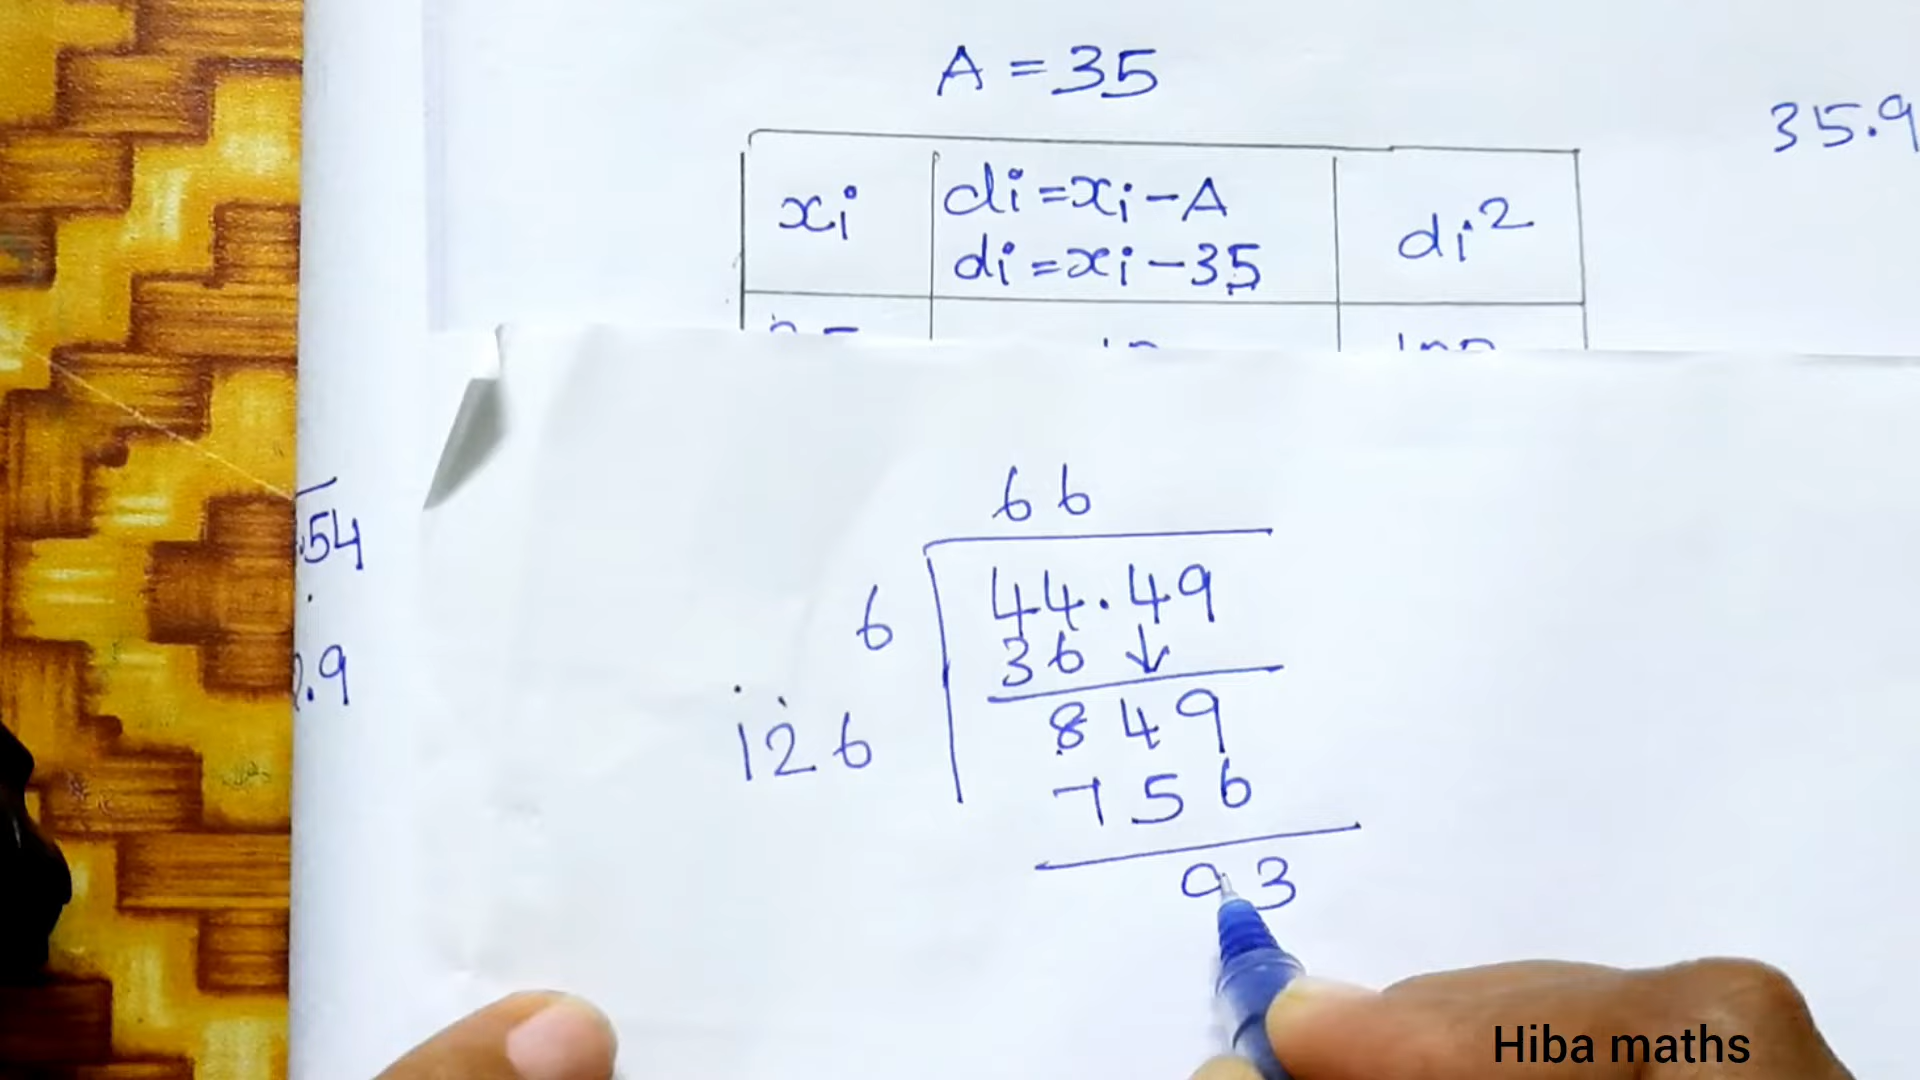 A = 35
35.9
xi
di = xi - A
di = xi - 35
di²
.54
.9
66
6
44.49
36 ↓
126
849
756
93
Hiba maths